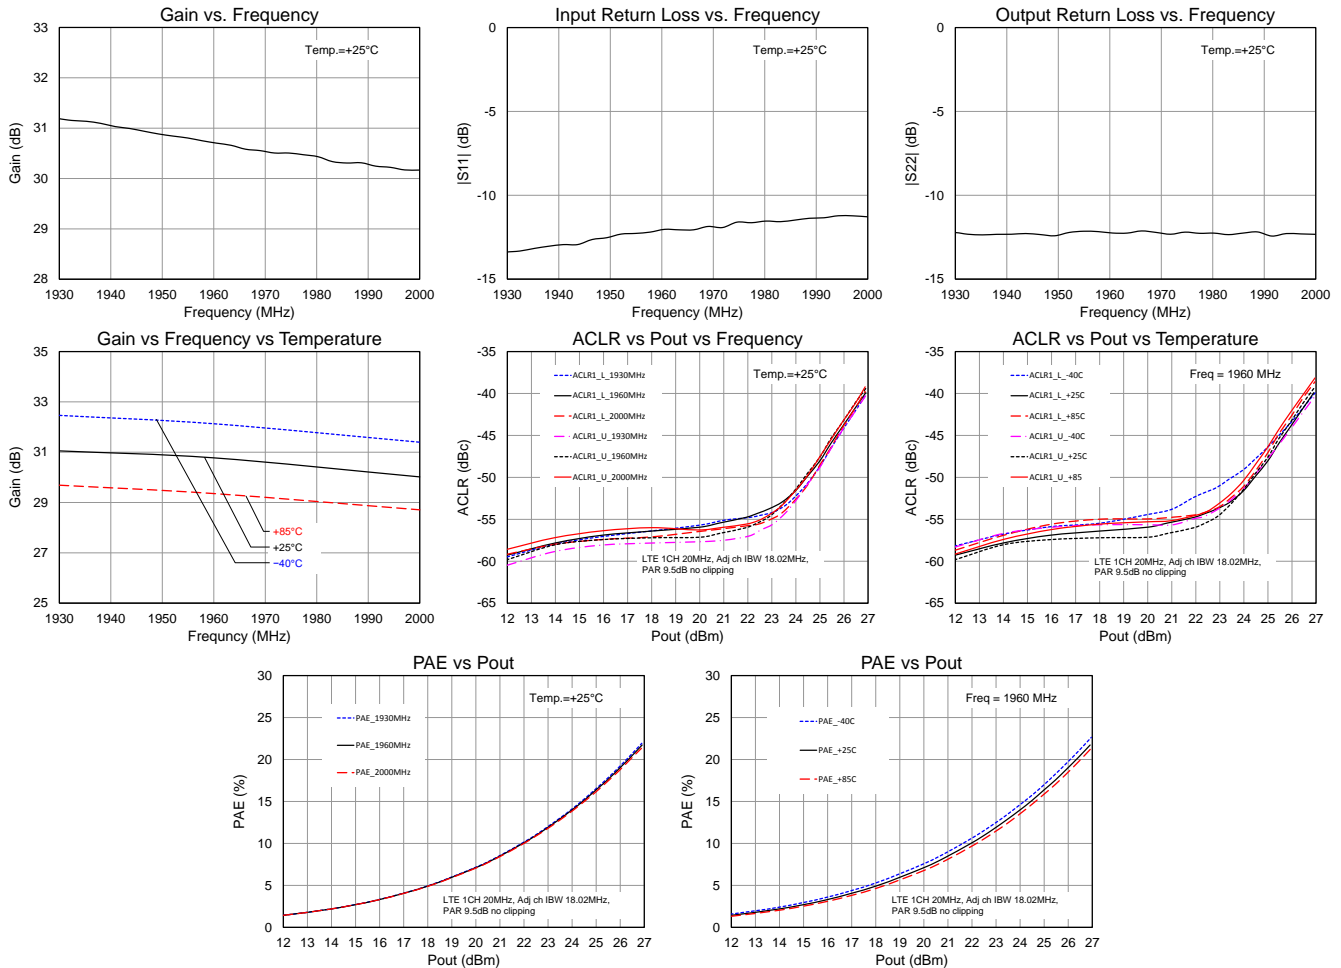 Gain vs. Frequency
33
32
31
30
29
28
Gain (dB)
Temp.=+25°C
1930 1940 1950 1960 1970 1980 1990 2000
Frequency (MHz)
Input Return Loss vs. Frequency
0
-5
-10
-15
|S11| (dB)
Temp.=+25°C
1930 1940 1950 1960 1970 1980 1990 2000
Frequency (MHz)
Output Return Loss vs. Frequency
0
-5
-10
-15
|S22| (dB)
Temp.=+25°C
1930 1940 1950 1960 1970 1980 1990 2000
Frequency (MHz)
Gain vs Frequency vs Temperature
35
33
31
29
27
25
Gain (dB)
+85°C
+25°C
−40°C
1930 1940 1950 1960 1970 1980 1990 2000
Frequncy (MHz)
ACLR vs Pout vs Frequency
-35
-40
-45
-50
-55
-60
-65
ACLR (dBc)
Temp.=+25°C
ACLR1_L_1930MHz
ACLR1_L_1960MHz
ACLR1_L_2000MHz
ACLR1_U_1930MHz
ACLR1_U_1960MHz
ACLR1_U_2000MHz
LTE 1CH 20MHz, Adj ch IBW 18.02MHz,
PAR 9.5dB no clipping
12 13 14 15 16 17 18 19 20 21 22 23 24 25 26 27
Pout (dBm)
ACLR vs Pout vs Temperature
-35
-40
-45
-50
-55
-60
-65
ACLR (dBc)
Freq = 1960 MHz
ACLR1_L_-40C
ACLR1_L_+25C
ACLR1_L_+85C
ACLR1_U_-40C
ACLR1_U_+25C
ACLR1_U_+85
LTE 1CH 20MHz, Adj ch IBW 18.02MHz,
PAR 9.5dB no clipping
12 13 14 15 16 17 18 19 20 21 22 23 24 25 26 27
Pout (dBm)
PAE vs Pout
30
25
20
15
10
5
0
PAE (%)
Temp.=+25°C
PAE_1930MHz
PAE_1960MHz
PAE_2000MHz
LTE 1CH 20MHz, Adj ch IBW 18.02MHz,
PAR 9.5dB no clipping
12 13 14 15 16 17 18 19 20 21 22 23 24 25 26 27
Pout (dBm)
PAE vs Pout
30
25
20
15
10
5
0
PAE (%)
Freq = 1960 MHz
PAE_-40C
PAE_+25C
PAE_+85C
LTE 1CH 20MHz, Adj ch IBW 18.02MHz,
PAR 9.5dB no clipping
12 13 14 15 16 17 18 19 20 21 22 23 24 25 26 27
Pout (dBm)